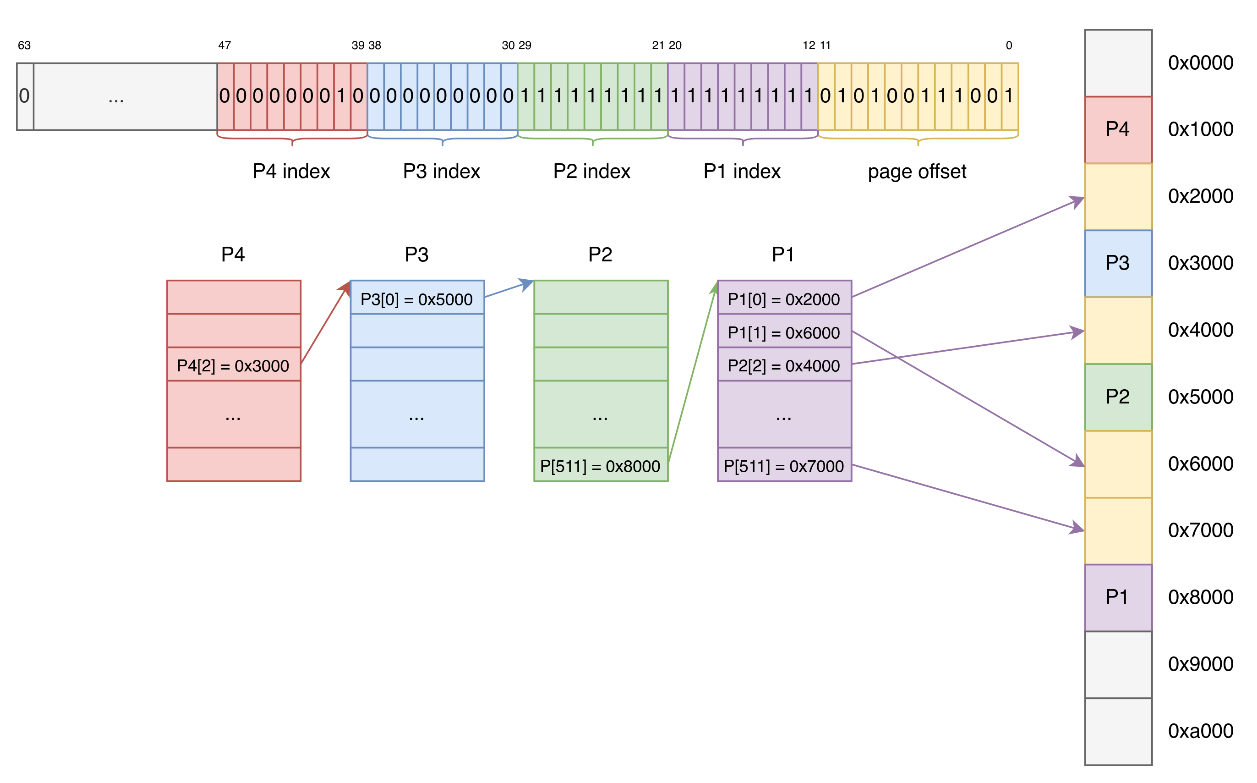 63 47 39 38 30 29 21 20 12 11 0
0 ... 0 0 0 0 0 0 0 1 0 0 0 0 0 0 0 0 0 0 1 1 1 1 1 1 1 1 1 1 1 1 1 1 1 1 1 1 0 1 0 1 0 0 1 1 1 0 0 1
P4 index P3 index P2 index P1 index page offset
P4 P3 P2 P1
P3[0] = 0x5000 P1[0] = 0x2000
P1[1] = 0x6000
P4[2] = 0x3000 P2[2] = 0x4000
... ... ... ...
P[511] = 0x8000 P[511] = 0x7000
0x0000
P4 0x1000
0x2000
P3 0x3000
0x4000
P2 0x5000
0x6000
0x7000
P1 0x8000
0x9000
0xa000